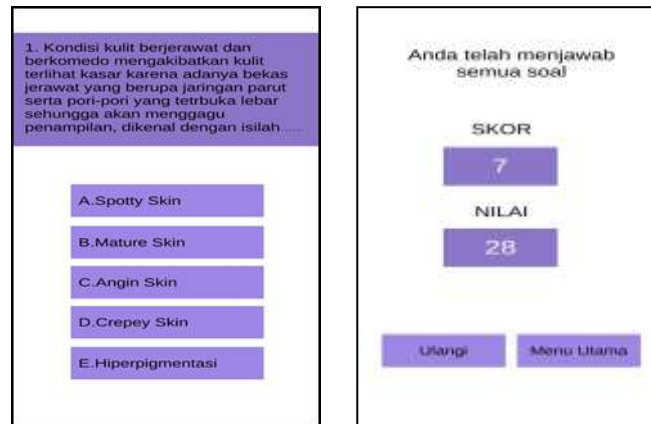 1. Kondisi kulit berjerawat dan
berkomedo mengakibatkan kulit
terlihat kasar karena adanya bekas
jerawat yang berupa jaringan parut
serta pori-pori yang tetrbuka lebar
sehungga akan menggagu
penampilan, dikenal dengan isilah.....
A.Spotty Skin
B.Mature Skin
C.Angin Skin
D.Crepey Skin
E.Hiperpigmentasi
Anda telah menjawab
semua soal
SKOR
7
NILAI
28
Ulangi
Menu Utama